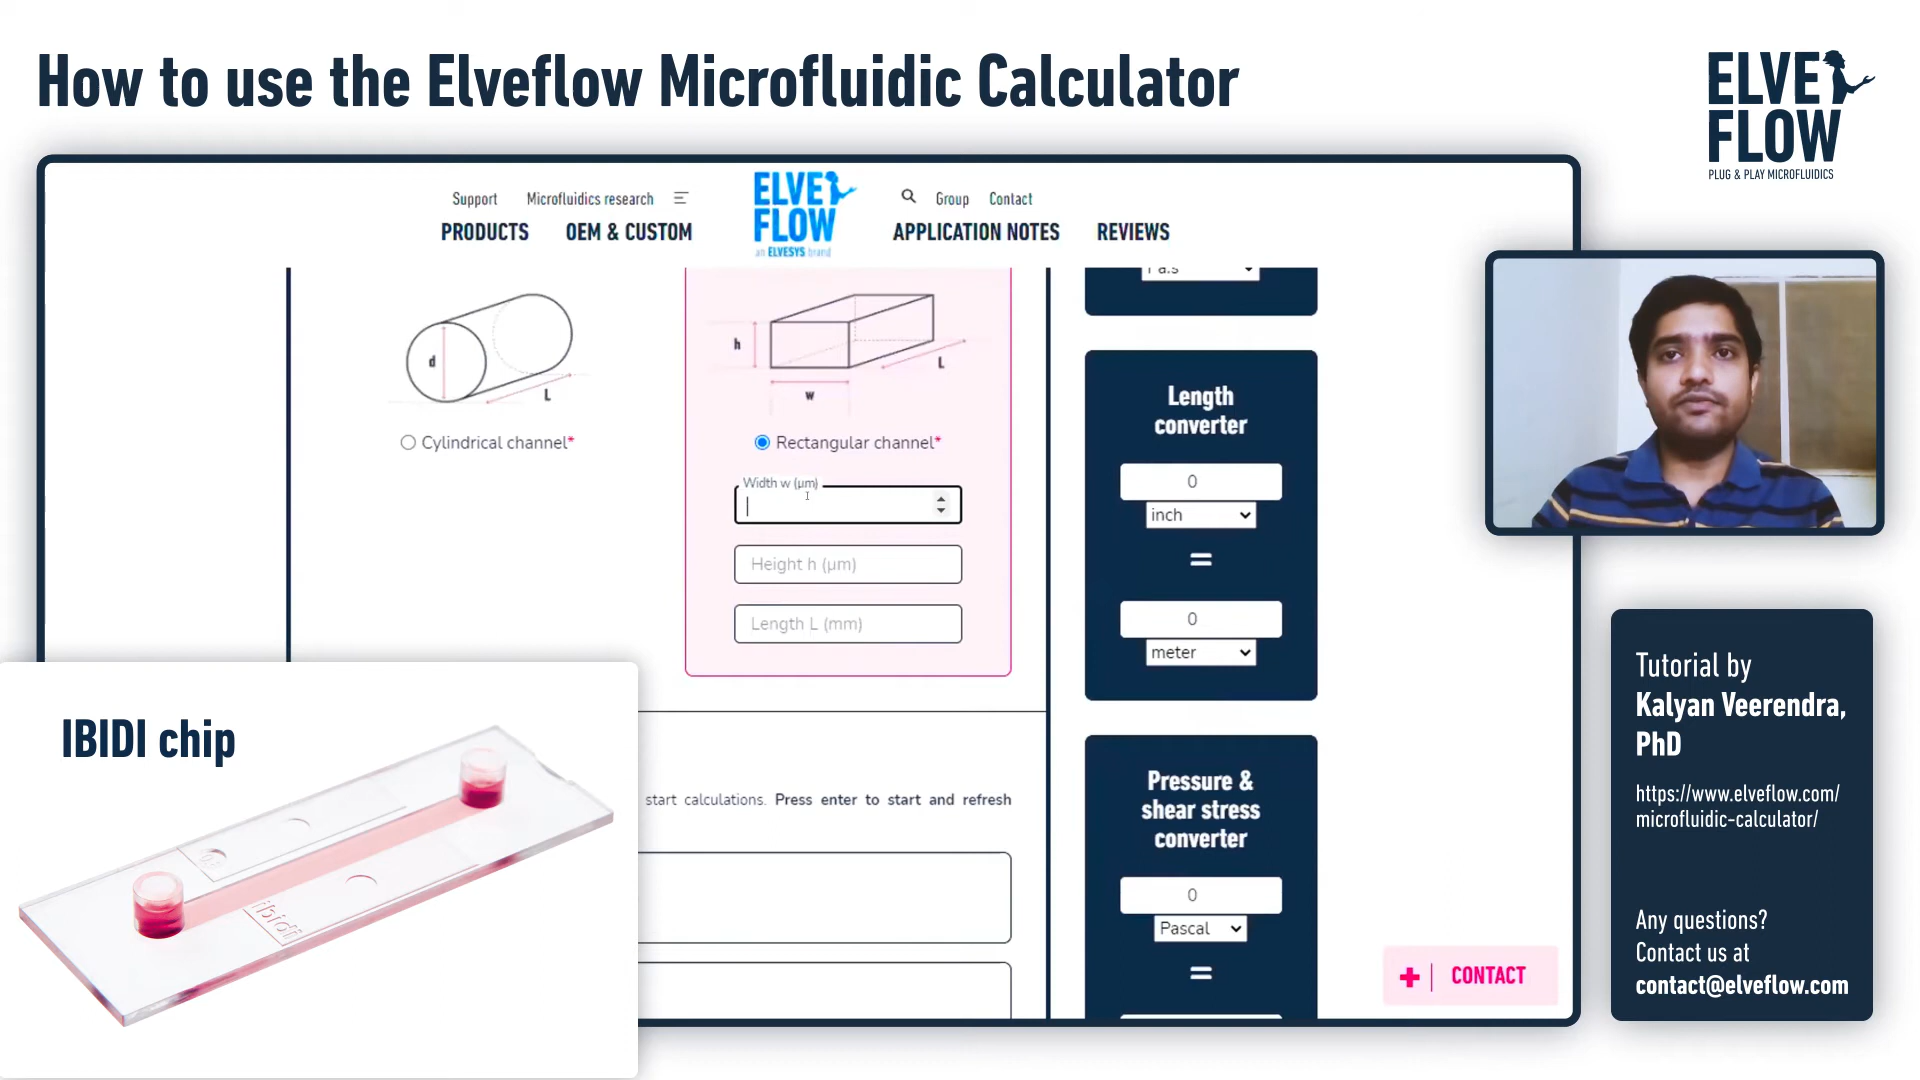 How to use the Elveflow Microfluidic Calculator
ELVE
FLOW
PLUG & PLAY MICROFLUIDICS
Support
Microfluidics research
ELVE
FLOW
an ELVESYS brand
Group
Contact
PRODUCTS
OEM & CUSTOM
APPLICATION NOTES
REVIEWS
d
L
h
w
L
Cylindrical channel*
Rectangular channel*
Width w (µm)
Height h (µm)
Length L (mm)
Pa.s
Length
converter
0
inch
=
0
meter
Pressure &
shear stress
converter
0
Pascal
=
start calculations. Press enter to start and refresh
+ | CONTACT
IBIDI chip
ibidi
Tutorial by
Kalyan Veerendra,
PhD
https://www.elveflow.com/
microfluidic-calculator/
Any questions?
Contact us at
contact@elveflow.com